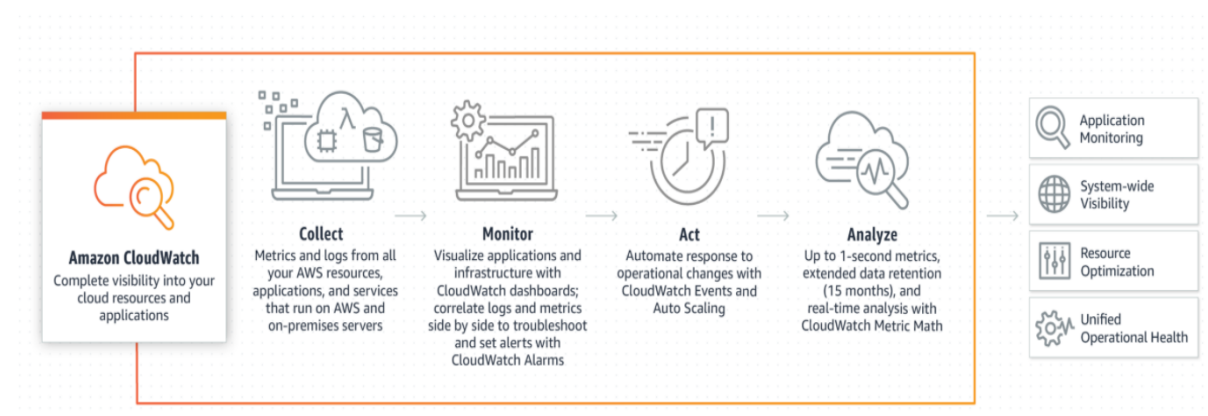 Amazon CloudWatch
Complete visibility into your
cloud resources and
applications
Collect
Metrics and logs from all
your AWS resources,
applications, and services
that run on AWS and
on-premises servers
Monitor
Visualize applications and
infrastructure with
CloudWatch dashboards;
correlate logs and metrics
side by side to troubleshoot
and set alerts with
CloudWatch Alarms
Act
Automate response to
operational changes with
CloudWatch Events and
Auto Scaling
Analyze
Up to 1-second metrics,
extended data retention
(15 months), and
real-time analysis with
CloudWatch Metric Math
Application
Monitoring
System-wide
Visibility
Resource
Optimization
Unified
Operational Health